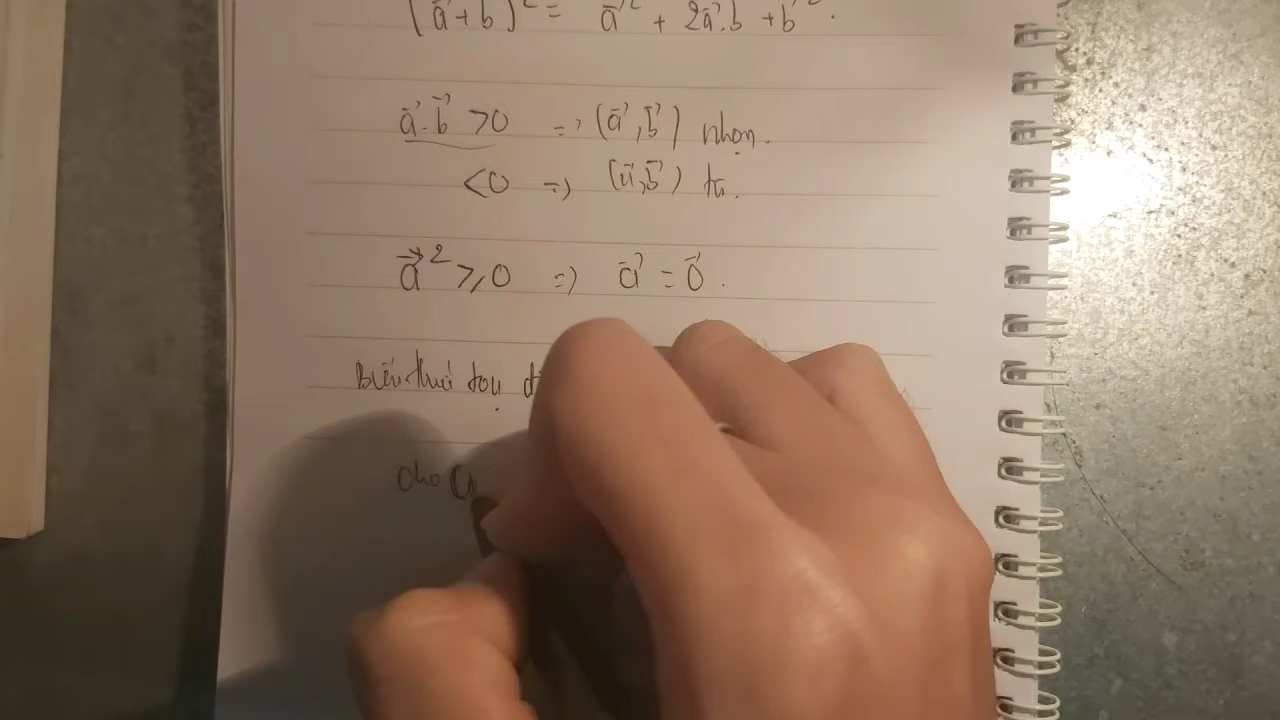 (a⃗ + b)² = a⃗² + 2a⃗.b + b⃗².
a⃗.b⃗ > 0 => (a⃗, b⃗) nhọn.
< 0 => (a⃗, b⃗) tù.
a⃗² ≥ 0 => a⃗ = 0⃗.
Biểu thức tọa đ
cho